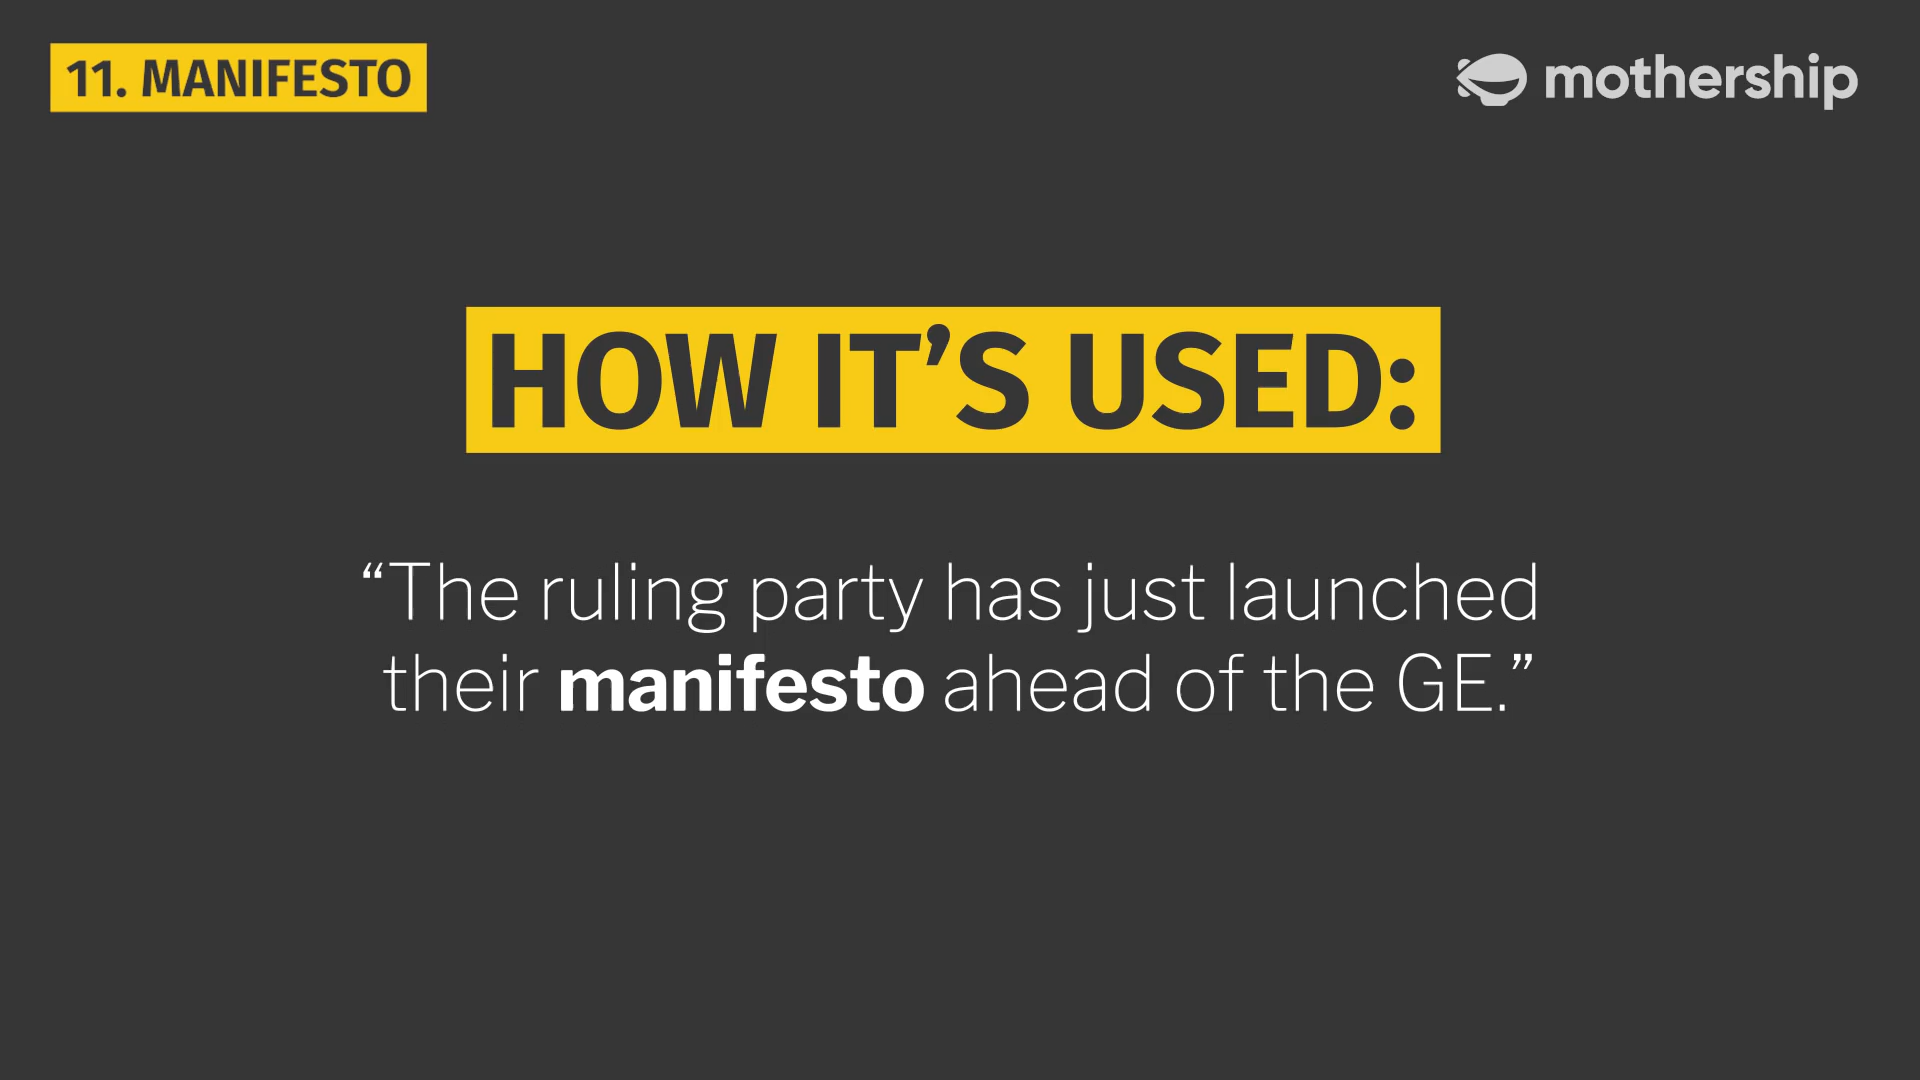 11. MANIFESTO
mothership
HOW IT’S USED:
“The ruling party has just launched
their manifesto ahead of the GE.”